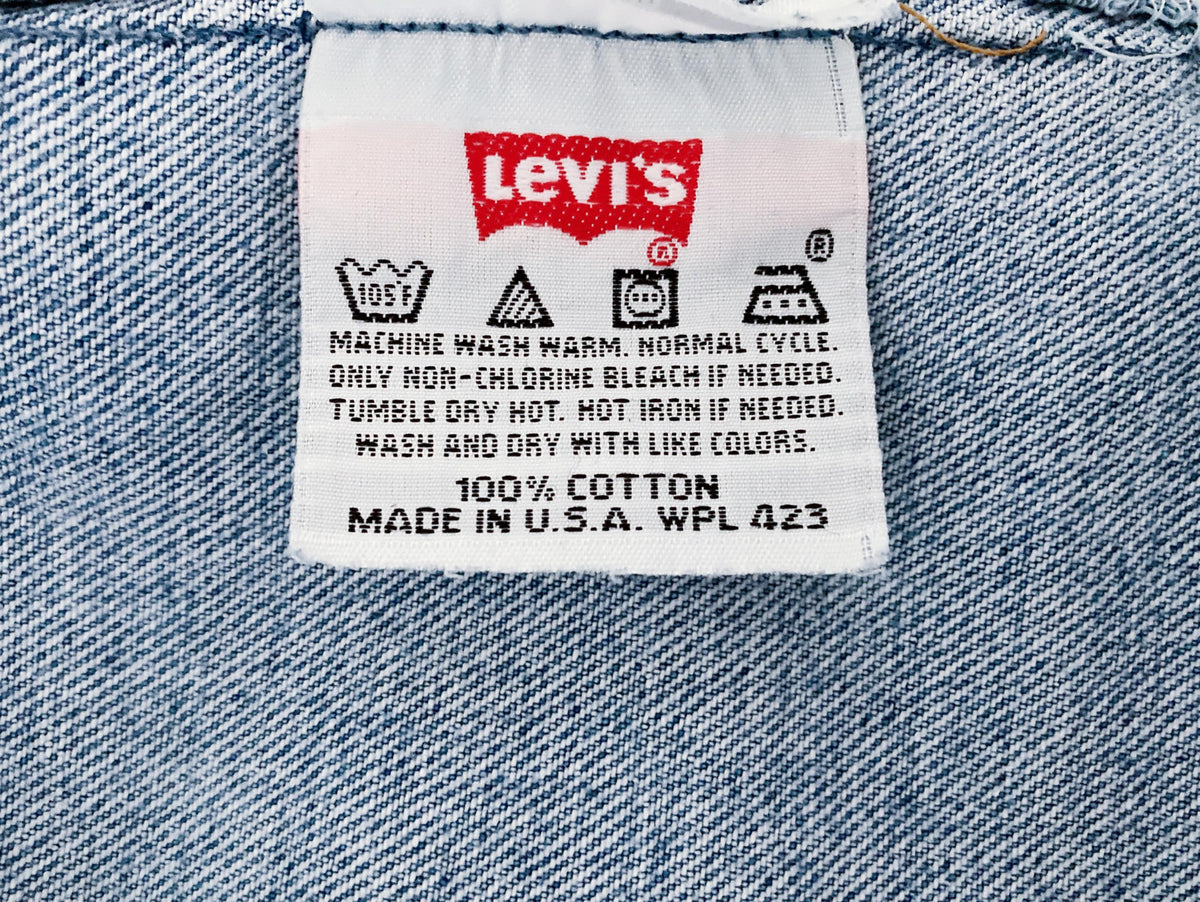 Levi's
®
®
105°F
MACHINE WASH WARM. NORMAL CYCLE.
ONLY NON-CHLORINE BLEACH IF NEEDED.
TUMBLE DRY HOT. HOT IRON IF NEEDED.
WASH AND DRY WITH LIKE COLORS.
100% COTTON
MADE IN U.S.A. WPL 423